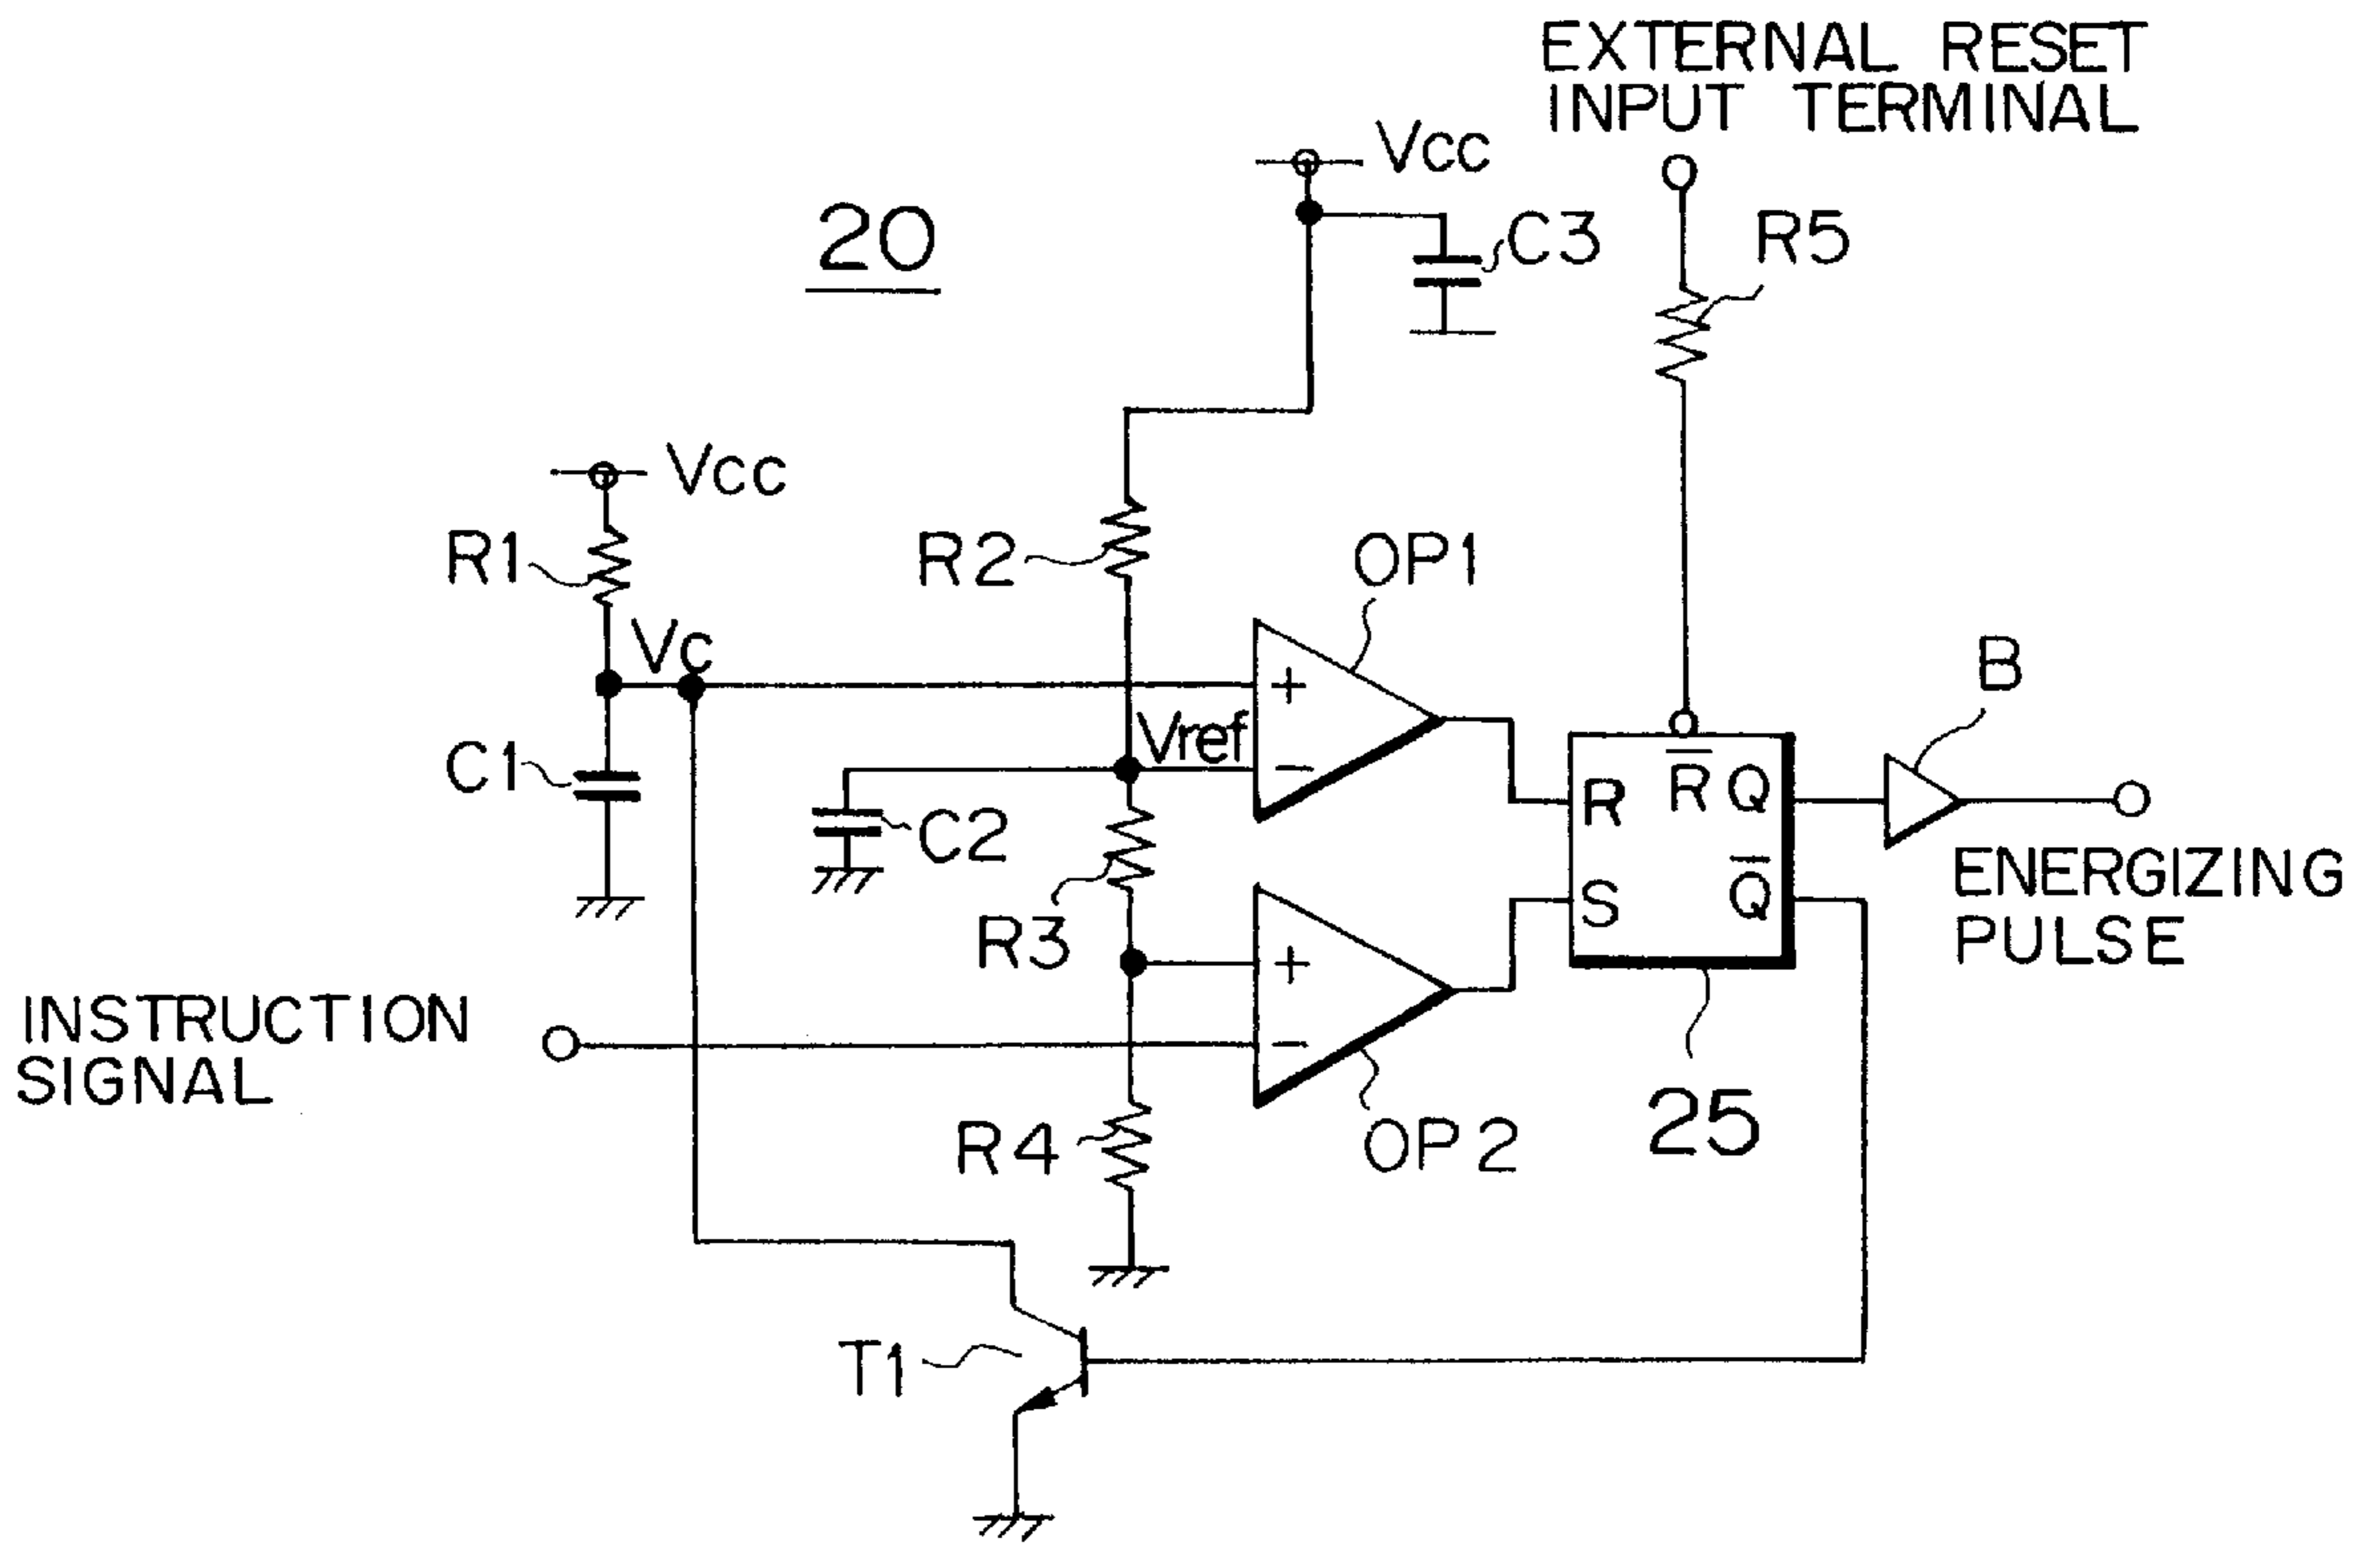 EXTERNAL RESET
INPUT TERMINAL
Vcc
20
C3
R5
Vcc
R1
R2
OP1
Vc
B
Vref
+
−
C1
C2
R
R̅
Q
S
Q̅
ENERGIZING
PULSE
R3
+
−
INSTRUCTION
SIGNAL
R4
OP2
25
T1